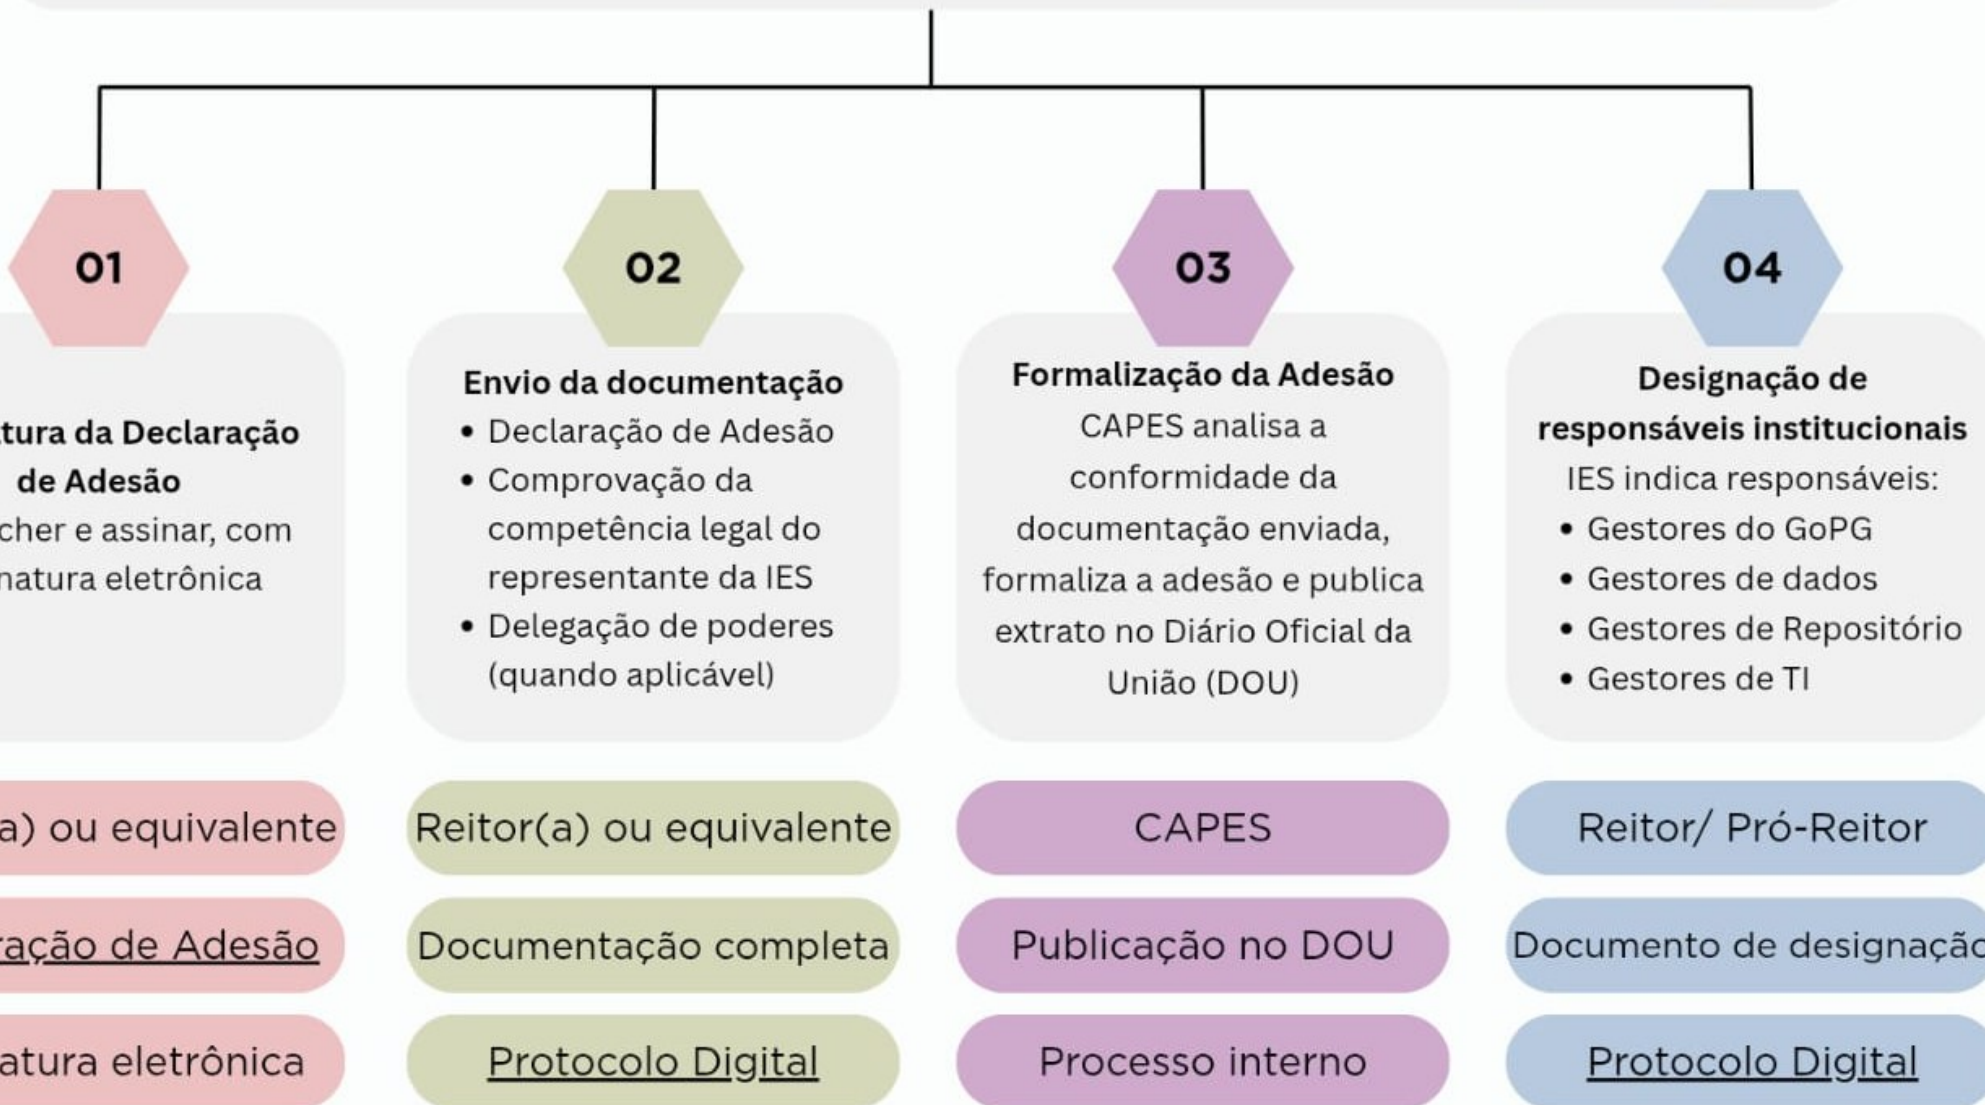 01
tura da Declaração
de Adesão
cher e assinar, com
natura eletrônica
a) ou equivalente
ração de Adesão
atura eletrônica
02
Envio da documentação
• Declaração de Adesão
• Comprovação da
competência legal do
representante da IES
• Delegação de poderes
(quando aplicável)
Reitor(a) ou equivalente
Documentação completa
Protocolo Digital
03
Formalização da Adesão
CAPES analisa a
conformidade da
documentação enviada,
formaliza a adesão e publica
extrato no Diário Oficial da
União (DOU)
CAPES
Publicação no DOU
Processo interno
04
Designação de
responsáveis institucionais
IES indica responsáveis:
• Gestores do GoPG
• Gestores de dados
• Gestores de Repositório
• Gestores de TI
Reitor/ Pró-Reitor
Documento de designação
Protocolo Digital